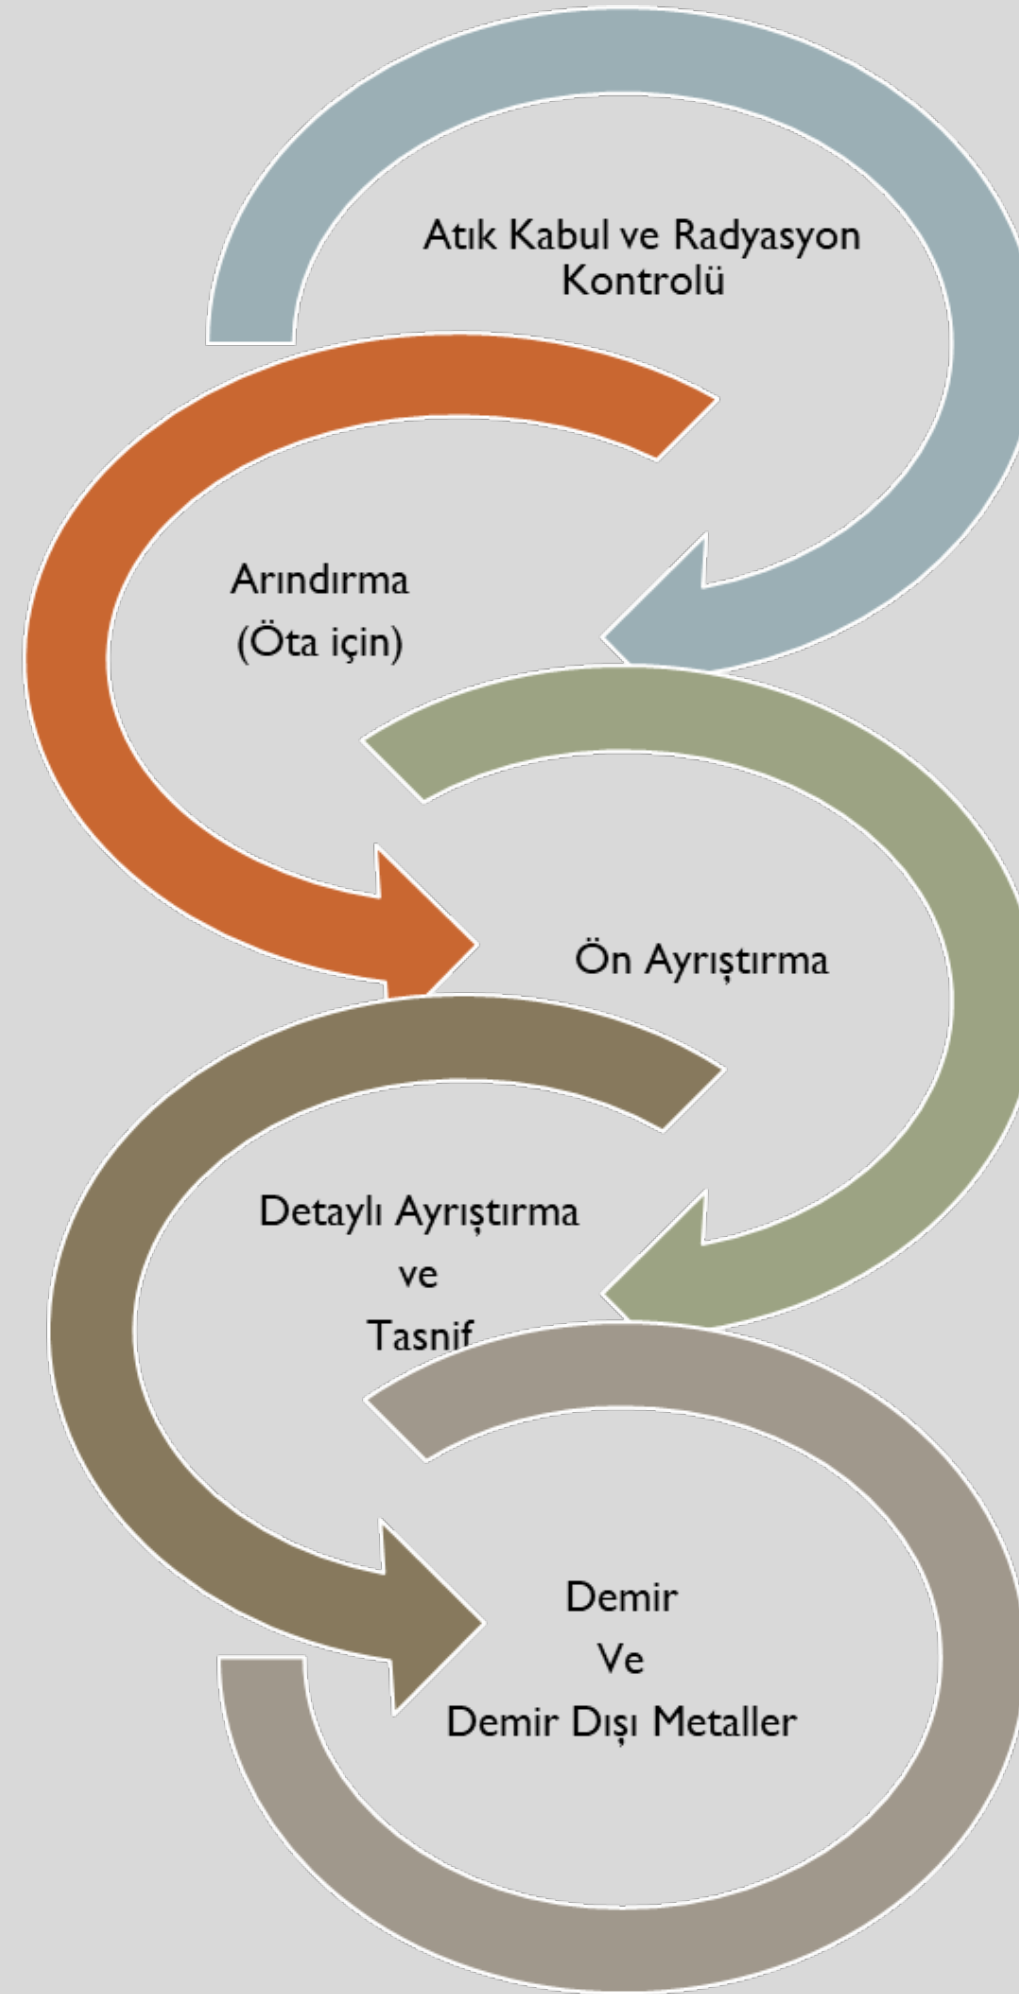 Atık Kabul ve Radyasyon
Kontrolü
Arındırma
(Öta için)
Ön Ayrıştırma
Detaylı Ayrıştırma
ve
Tasnif
Demir
Ve
Demir Dışı Metaller